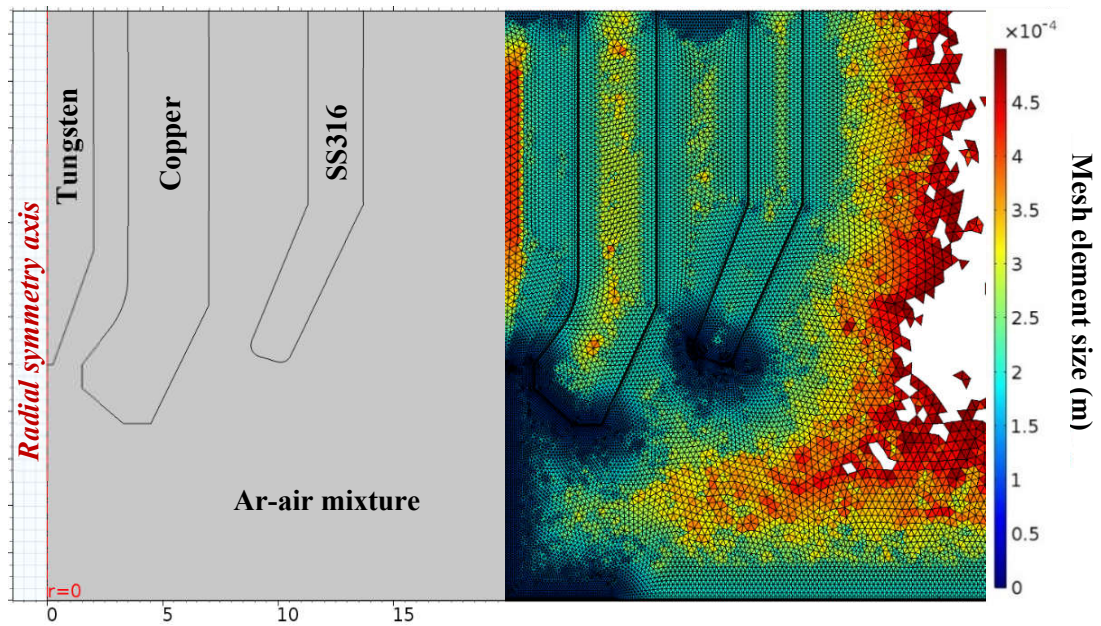 Radial symmetry axis
Tungsten
Copper
SS316
Ar-air mixture
r=0
0
5
10
15
×10⁻⁴
4.5
4
3.5
3
2.5
2
1.5
1
0.5
0
Mesh element size (m)